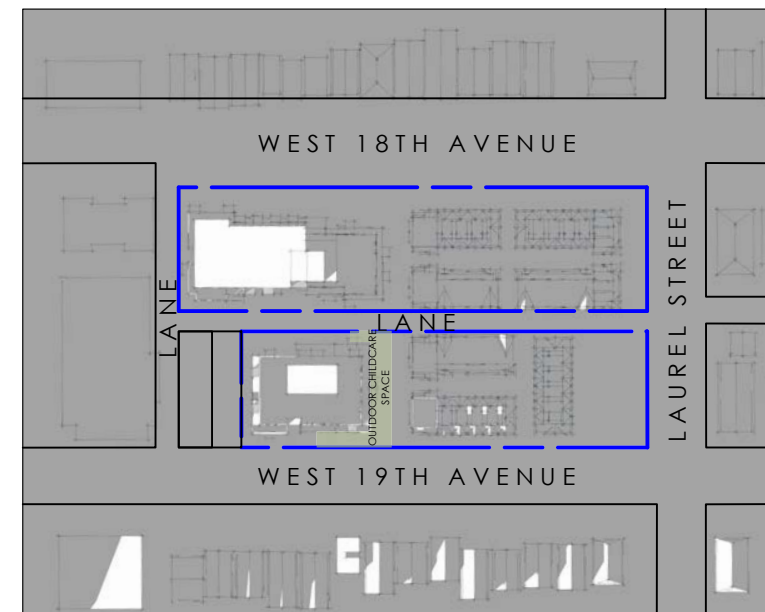 WEST 18TH AVENUE
LAUREL STREET
LANE
LANE
OUTDOOR CHILDCARE
SPACE
WEST 19TH AVENUE